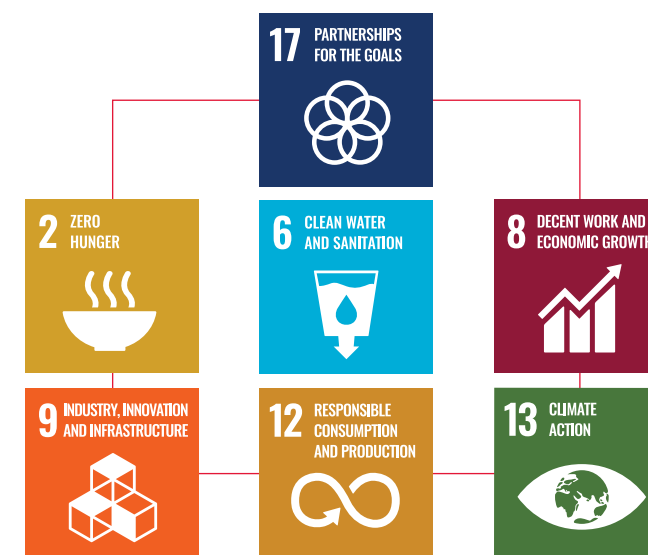 17 PARTNERSHIPS
FOR THE GOALS
2 ZERO
HUNGER
6 CLEAN WATER
AND SANITATION
8 DECENT WORK AND
ECONOMIC GROWTH
9 INDUSTRY, INNOVATION
AND INFRASTRUCTURE
12 RESPONSIBLE
CONSUMPTION
AND PRODUCTION
13 CLIMATE
ACTION